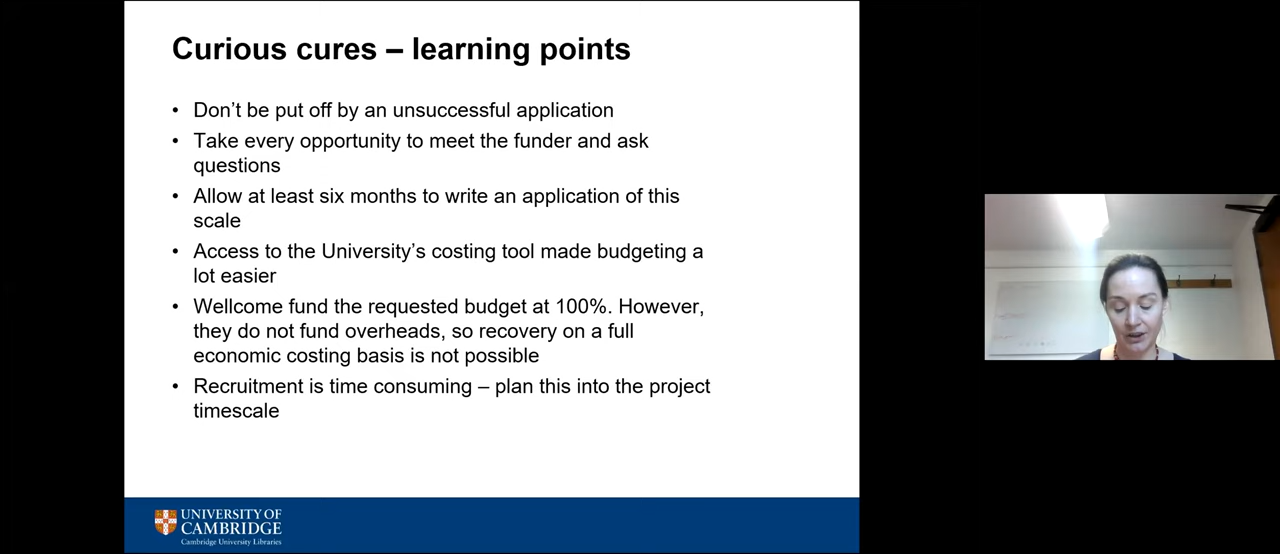 Curious cures – learning points
• Don't be put off by an unsuccessful application
• Take every opportunity to meet the funder and ask
questions
• Allow at least six months to write an application of this
scale
• Access to the University's costing tool made budgeting a
lot easier
• Wellcome fund the requested budget at 100%. However,
they do not fund overheads, so recovery on a full
economic costing basis is not possible
• Recruitment is time consuming – plan this into the project
timescale
UNIVERSITY OF
CAMBRIDGE
Cambridge University Libraries